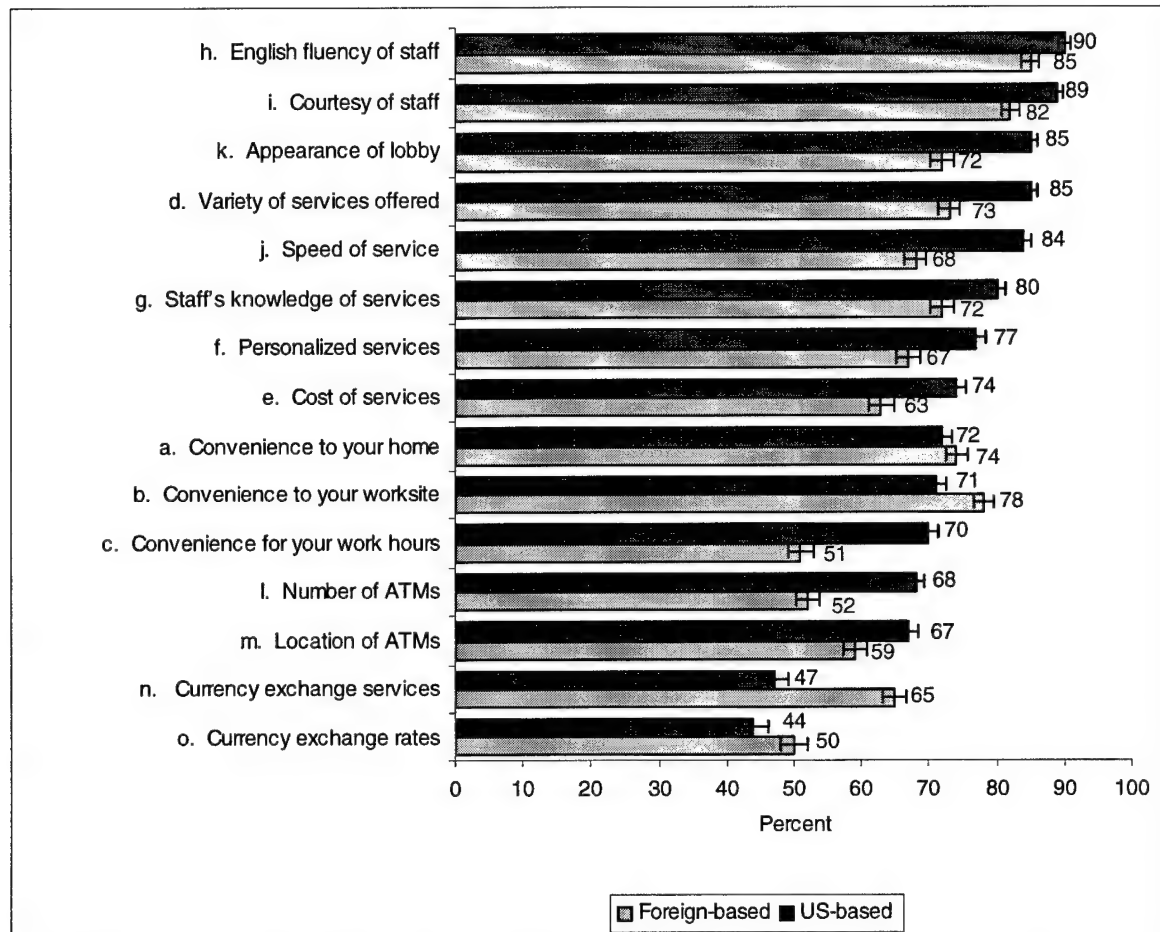 h. English fluency of staff
90
85
i. Courtesy of staff
89
82
k. Appearance of lobby
85
72
d. Variety of services offered
85
73
j. Speed of service
84
68
g. Staff's knowledge of services
80
72
f. Personalized services
77
67
e. Cost of services
74
63
a. Convenience to your home
72
74
b. Convenience to your worksite
71
78
c. Convenience for your work hours
70
51
l. Number of ATMs
68
52
m. Location of ATMs
67
59
n. Currency exchange services
47
65
o. Currency exchange rates
44
50
0 10 20 30 40 50 60 70 80 90 100
Percent
Foreign-based US-based